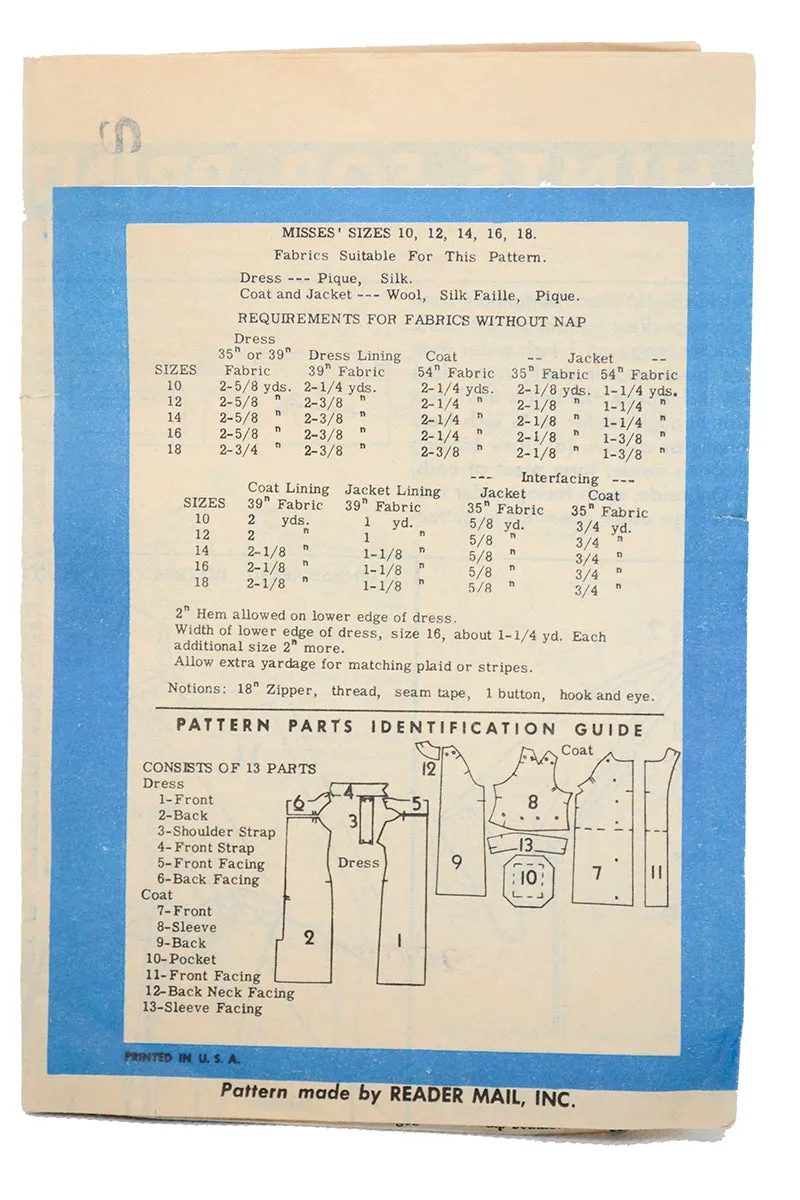 MISSES' SIZES 10, 12, 14, 16, 18.
Fabrics Suitable For This Pattern.
Dress --- Pique, Silk.
Coat and Jacket --- Wool, Silk Faille, Pique.
REQUIREMENTS FOR FABRICS WITHOUT NAP
Dress
35" or 39" Dress Lining Coat -- Jacket --
SIZES Fabric 39" Fabric 54" Fabric 35" Fabric 54" Fabric
10 2-5/8 yds. 2-1/4 yds. 2-1/4 yds. 2-1/8 yds. 1-1/4 yds.
12 2-5/8 " 2-3/8 " 2-1/4 " 2-1/8 " 1-1/4 "
14 2-5/8 " 2-3/8 " 2-1/4 " 2-1/8 " 1-1/4 "
16 2-5/8 " 2-3/8 " 2-1/4 " 2-1/8 " 1-3/8 "
18 2-3/4 " 2-3/8 " 2-3/8 " 2-1/8 " 1-3/8 "
--- Interfacing ---
Coat Lining Jacket Lining Jacket Coat
SIZES 39" Fabric 39" Fabric 35" Fabric 35" Fabric
10 2 yds. 1 yd. 5/8 yd. 3/4 yd.
12 2 " 1 " 5/8 " 3/4 "
14 2-1/8 " 1-1/8 " 5/8 " 3/4 "
16 2-1/8 " 1-1/8 " 5/8 " 3/4 "
18 2-1/8 " 1-1/8 " 5/8 " 3/4 "
2" Hem allowed on lower edge of dress.
Width of lower edge of dress, size 16, about 1-1/4 yd. Each
additional size 2" more.
Allow extra yardage for matching plaid or stripes.
Notions: 18" Zipper, thread, seam tape, 1 button, hook and eye.
PATTERN PARTS IDENTIFICATION GUIDE
CONSISTS OF 13 PARTS
Dress
1-Front
2-Back
3-Shoulder Strap
4-Front Strap
5-Front Facing
6-Back Facing
Coat
7-Front
8-Sleeve
9-Back
10-Pocket
11-Front Facing
12-Back Neck Facing
13-Sleeve Facing
6 4 3 5
Dress
2 1
12 Coat
8
9 13 7 11
10
PRINTED IN U. S. A.
Pattern made by READER MAIL, INC.